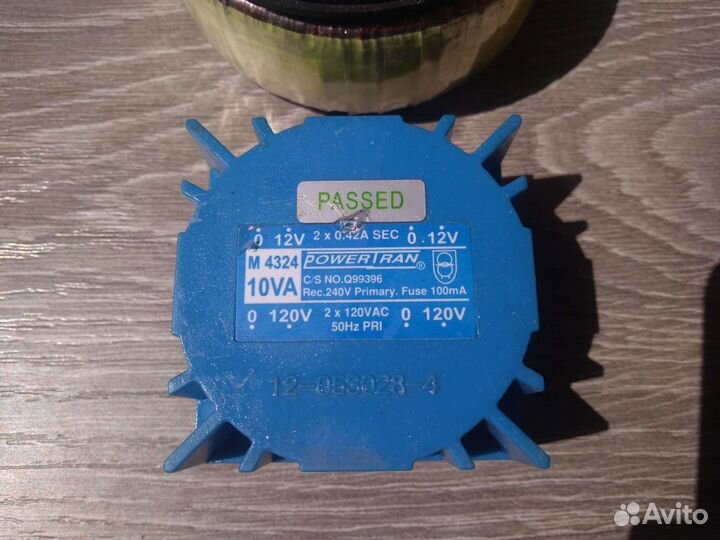 PASSED
0 12V 2 x 0.42A SEC 0 12V
M 4324 POWERTRAN ®
10VA C/S NO.Q99396
Rec.240V Primary. Fuse 100mA
0 120V 2 x 120VAC 0 120V
50Hz PRI
12-053028-4
Avito